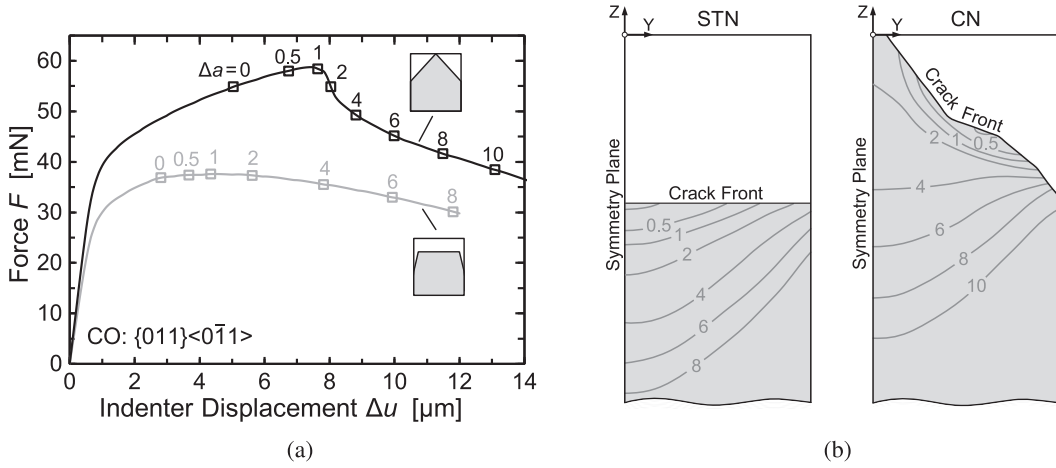 Force F [mN]
60
50
40
30
20
10
0
Δa=0
0.5
1
2
4
6
8
10
0
0.5
1
2
4
6
8
CO: {011}<01̄1>
0 2 4 6 8 10 12 14
Indenter Displacement Δu [μm]
(a)
Z
Y
STN
Symmetry Plane
Crack Front
0.5
1
2
4
6
8
Z
Y
CN
Symmetry Plane
Crack Front
0.5
1
2
4
6
8
10
(b)